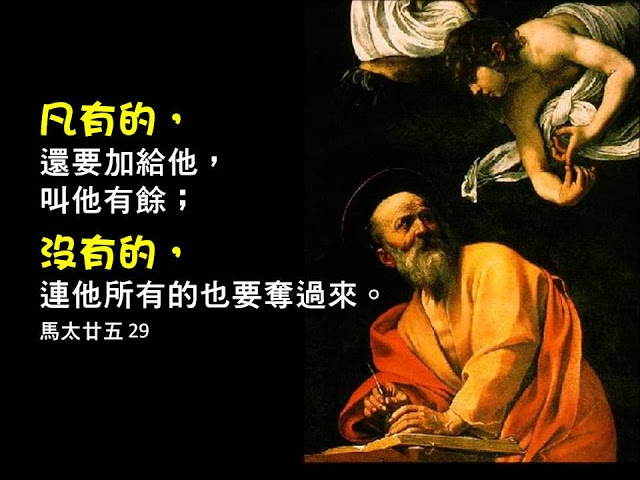 凡有的，
還要加給他，
叫他有餘；
沒有的，
連他所有的也要奪過來。
馬太廿五 29